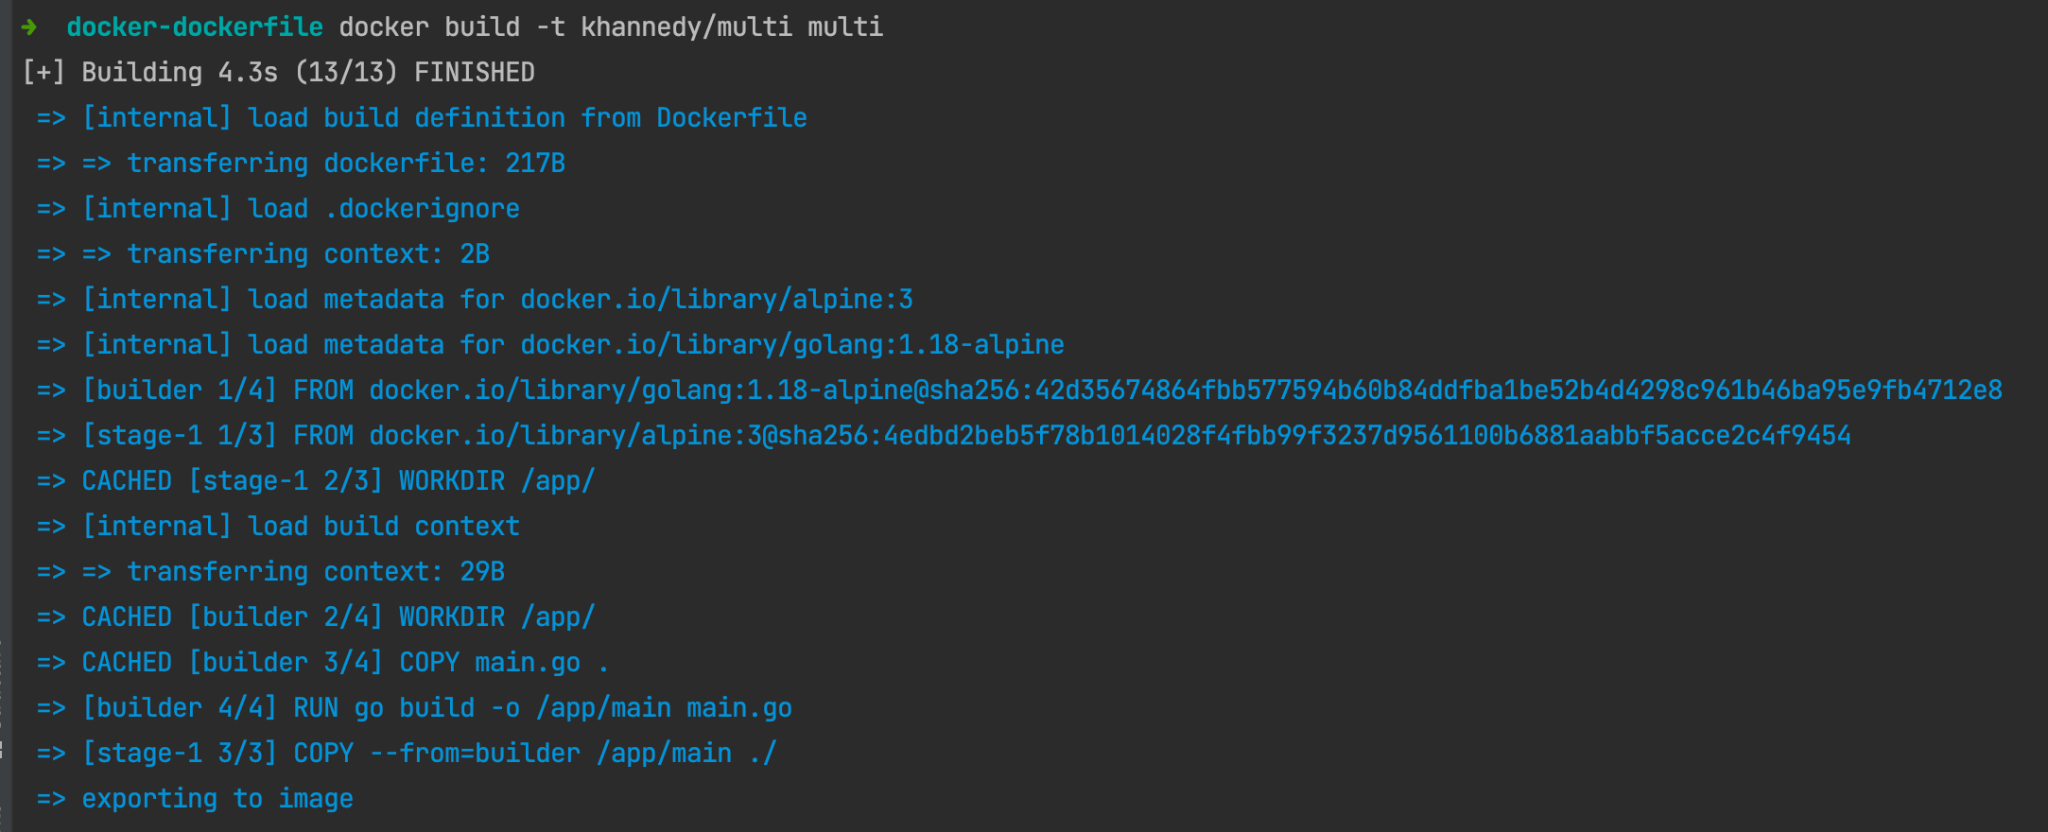 ➜  docker-dockerfile docker build -t khannedy/multi multi
[+] Building 4.3s (13/13) FINISHED
 => [internal] load build definition from Dockerfile
 => => transferring dockerfile: 217B
 => [internal] load .dockerignore
 => => transferring context: 2B
 => [internal] load metadata for docker.io/library/alpine:3
 => [internal] load metadata for docker.io/library/golang:1.18-alpine
 => [builder 1/4] FROM docker.io/library/golang:1.18-alpine@sha256:42d35674864fbb577594b60b84ddfba1be52b4d4298c961b46ba95e9fb4712e8
 => [stage-1 1/3] FROM docker.io/library/alpine:3@sha256:4edbd2beb5f78b1014028f4fbb99f3237d9561100b6881aabbf5acce2c4f9454
 => CACHED [stage-1 2/3] WORKDIR /app/
 => [internal] load build context
 => => transferring context: 29B
 => CACHED [builder 2/4] WORKDIR /app/
 => CACHED [builder 3/4] COPY main.go .
 => [builder 4/4] RUN go build -o /app/main main.go
 => [stage-1 3/3] COPY --from=builder /app/main ./
 => exporting to image